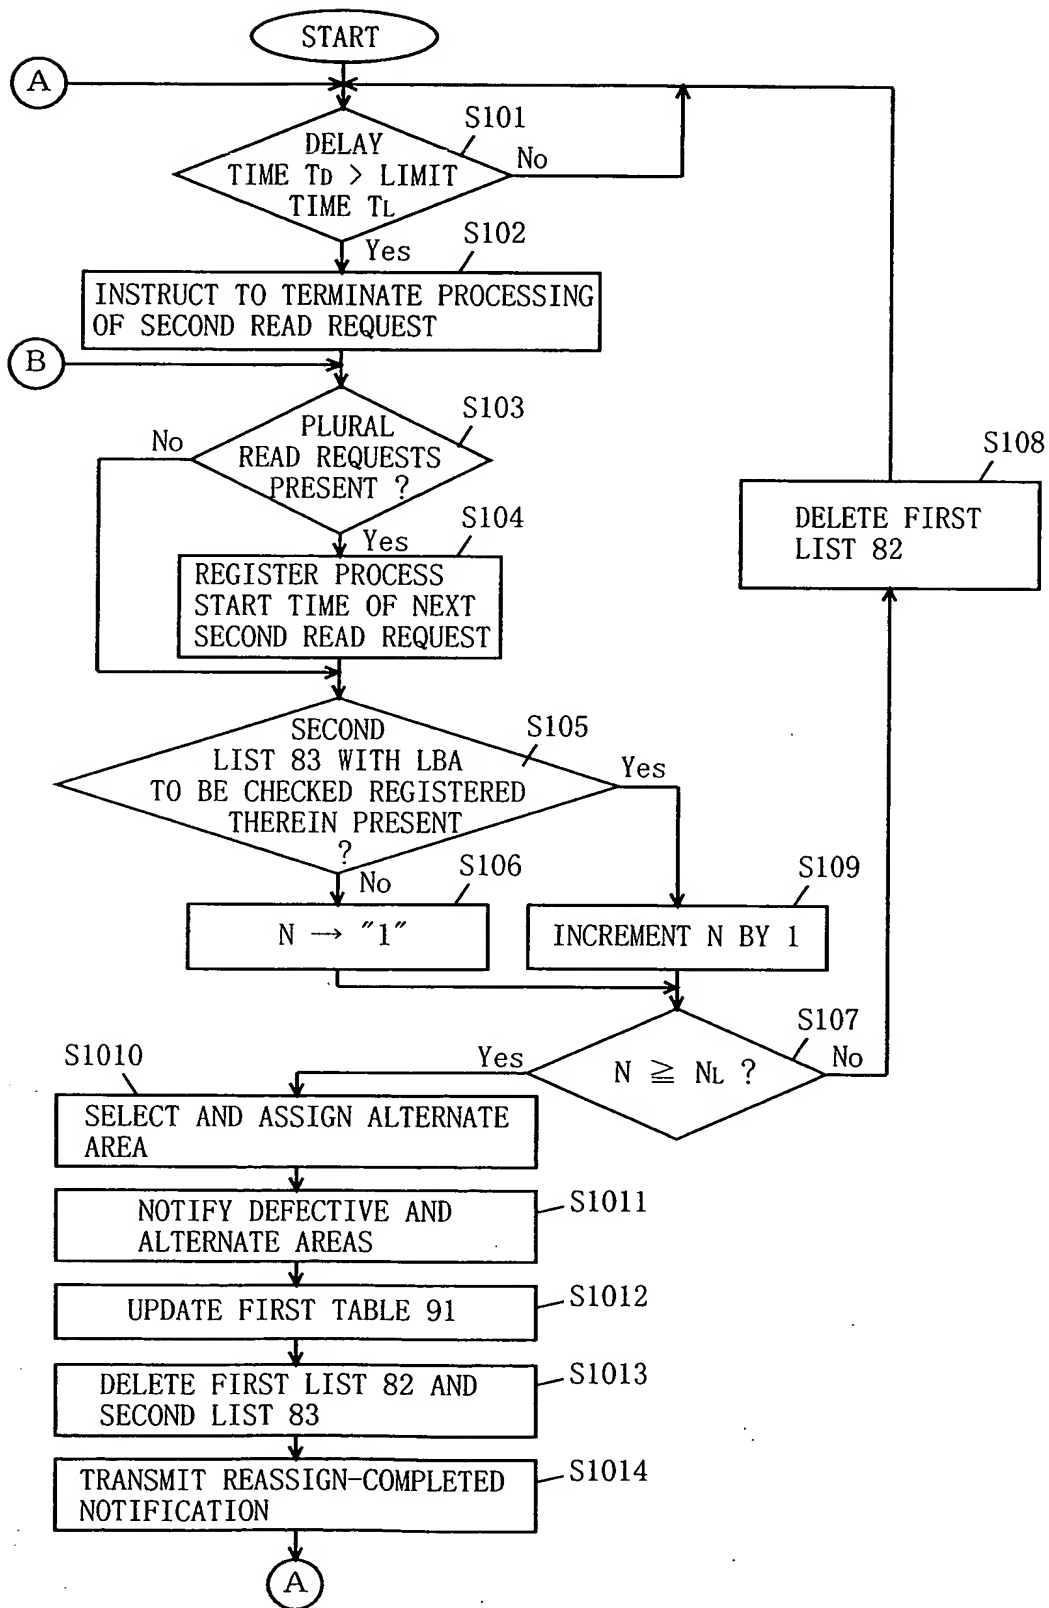 START
A
S101
DELAY
TIME TD > LIMIT
TIME TL
No
Yes
S102
INSTRUCT TO TERMINATE PROCESSING
OF SECOND READ REQUEST
B
S103
PLURAL
READ REQUESTS
PRESENT ?
No
Yes
S104
REGISTER PROCESS
START TIME OF NEXT
SECOND READ REQUEST
S108
DELETE FIRST
LIST 82
S105
SECOND
LIST 83 WITH LBA
TO BE CHECKED REGISTERED
THEREIN PRESENT
?
Yes
No
S106
N → "1"
S109
INCREMENT N BY 1
S107
N ≧ NL ?
Yes
No
S1010
SELECT AND ASSIGN ALTERNATE
AREA
S1011
NOTIFY DEFECTIVE AND
ALTERNATE AREAS
S1012
UPDATE FIRST TABLE 91
S1013
DELETE FIRST LIST 82 AND
SECOND LIST 83
S1014
TRANSMIT REASSIGN-COMPLETED
NOTIFICATION
A